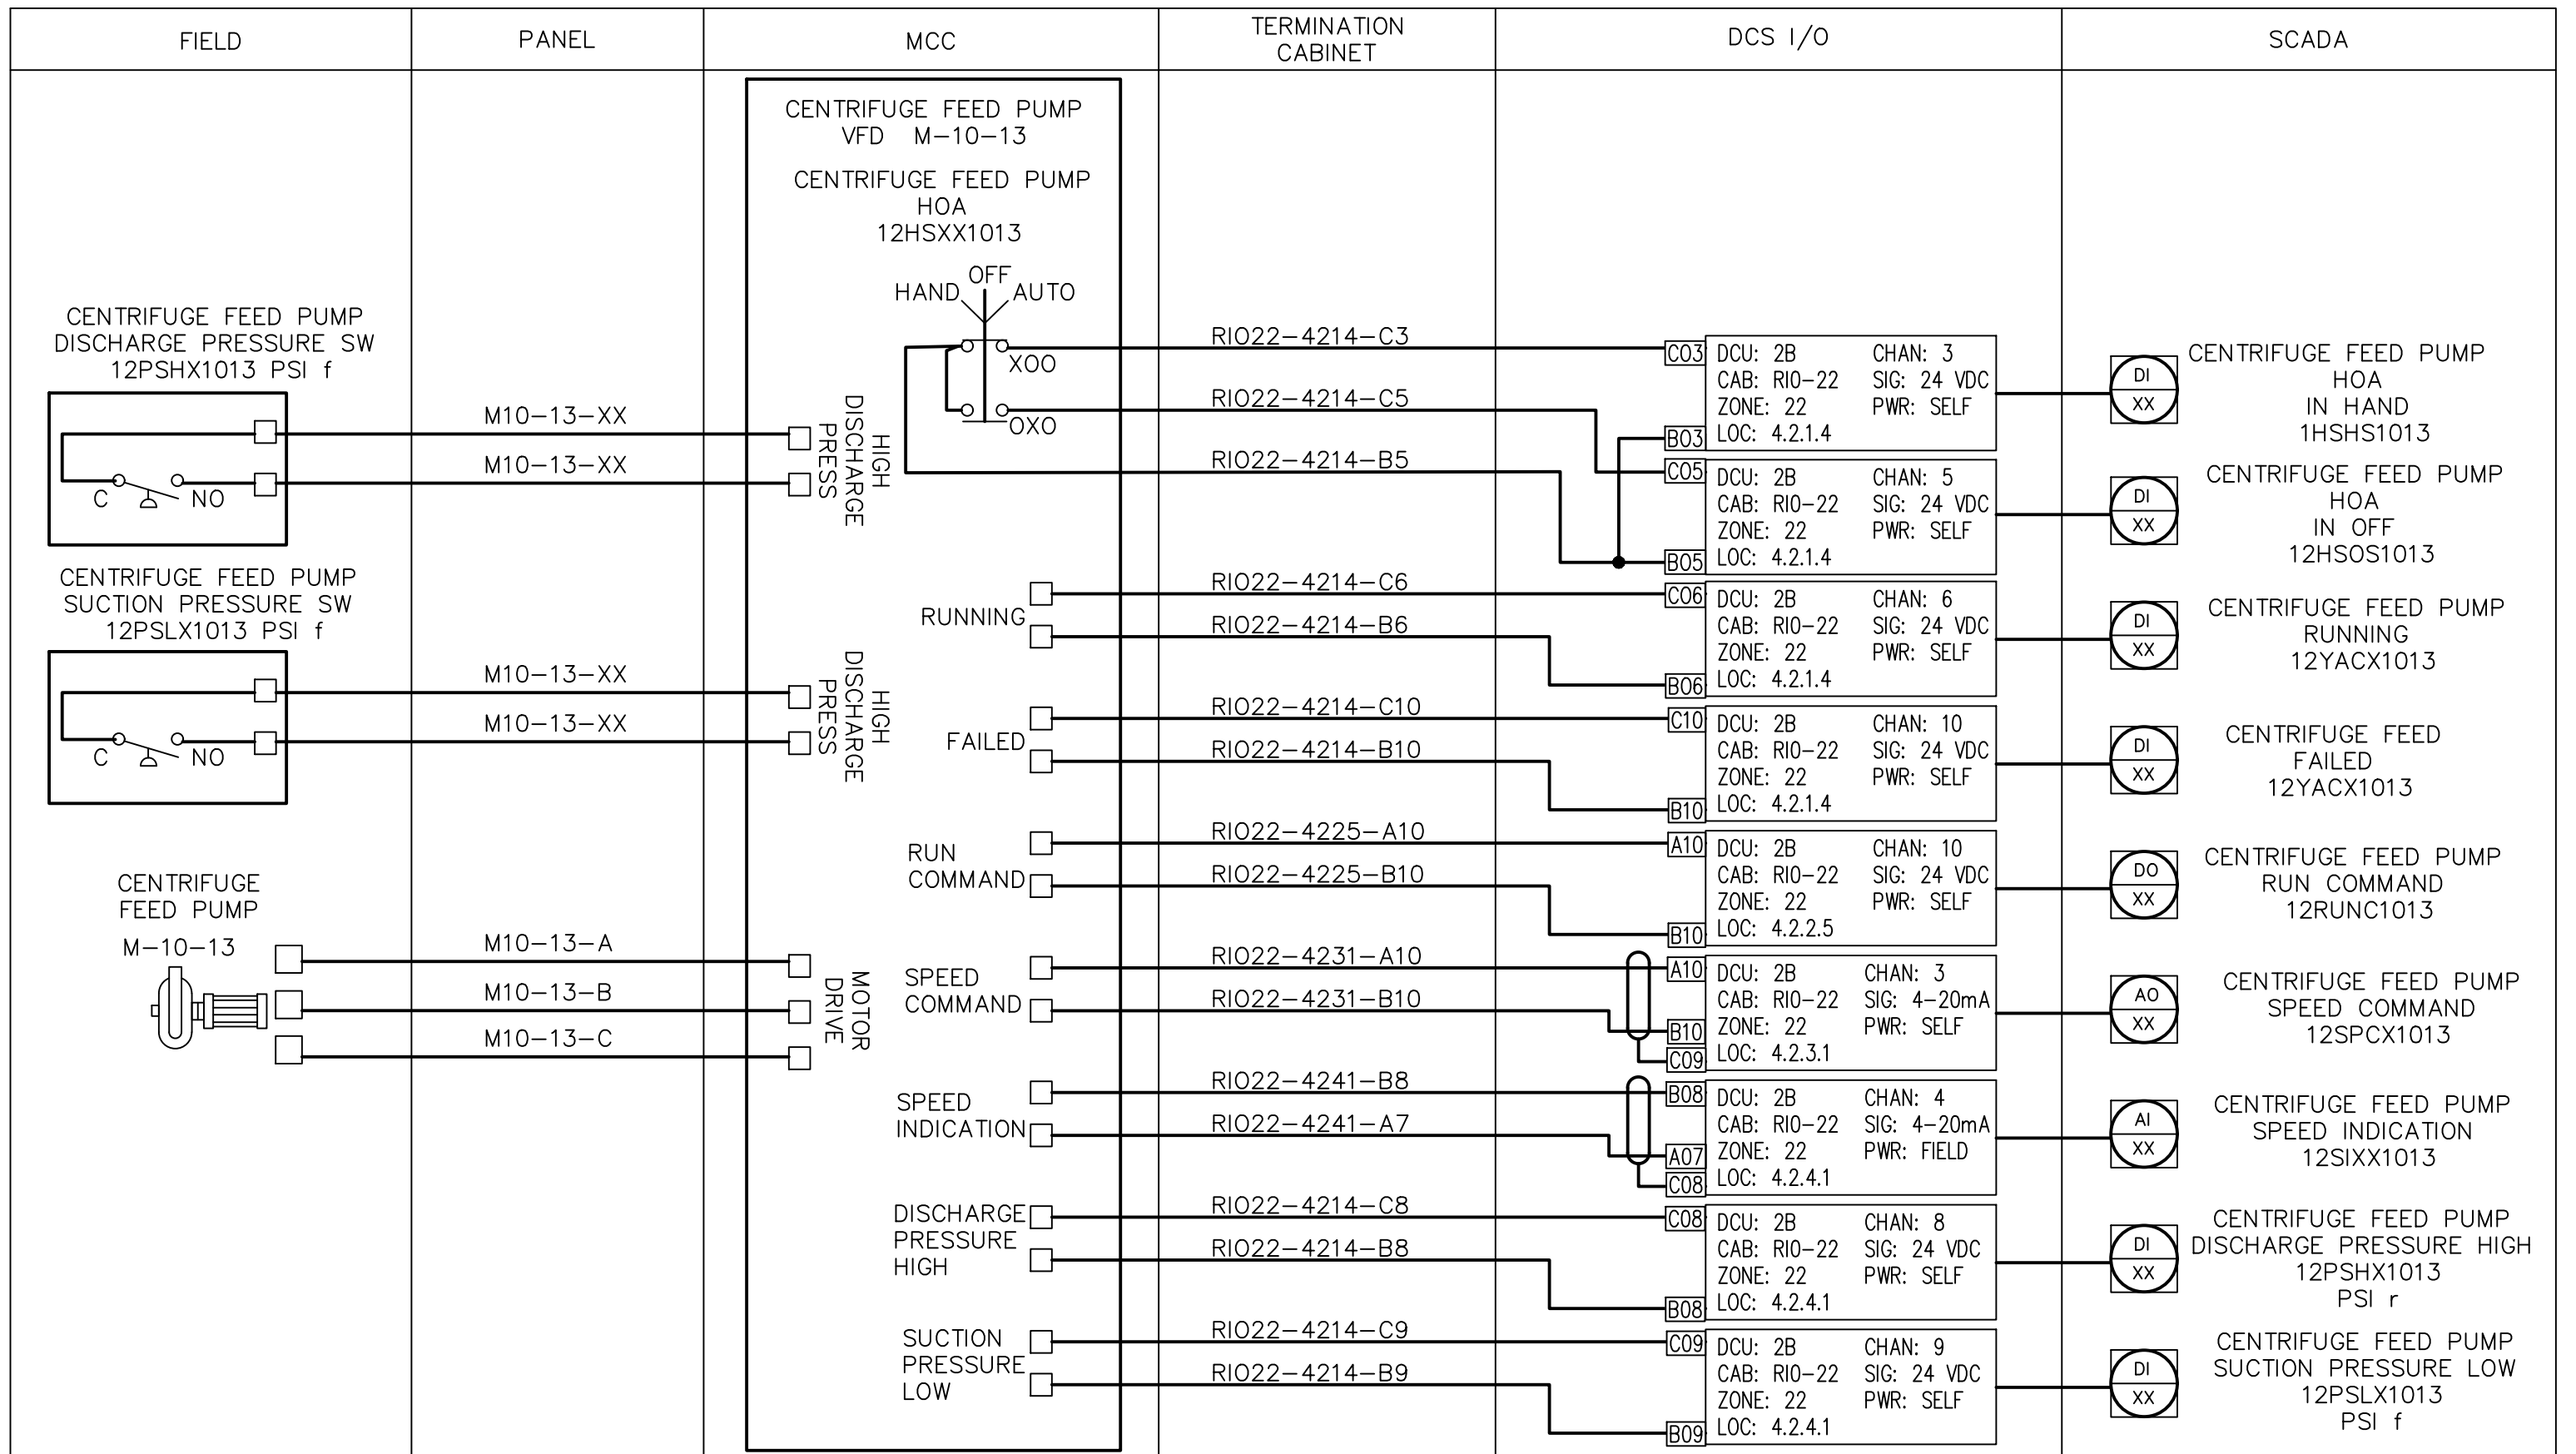 FIELD
PANEL
MCC
TERMINATION
CABINET
DCS I/O
SCADA
CENTRIFUGE FEED PUMP
DISCHARGE PRESSURE SW
12PSHX1013 PSI f
C
NO
CENTRIFUGE FEED PUMP
SUCTION PRESSURE SW
12PSLX1013 PSI f
C
NO
CENTRIFUGE
FEED PUMP
M-10-13
M10-13-XX
M10-13-XX
M10-13-XX
M10-13-XX
M10-13-A
M10-13-B
M10-13-C
CENTRIFUGE FEED PUMP
VFD M-10-13
CENTRIFUGE FEED PUMP
HOA
12HSXX1013
OFF
HAND
AUTO
XOO
OXO
HIGH
DISCHARGE
PRESS
HIGH
DISCHARGE
PRESS
MOTOR
DRIVE
RUNNING
FAILED
RUN
COMMAND
SPEED
COMMAND
SPEED
INDICATION
DISCHARGE
PRESSURE
HIGH
SUCTION
PRESSURE
LOW
RIO22-4214-C3
RIO22-4214-C5
RIO22-4214-B5
RIO22-4214-C6
RIO22-4214-B6
RIO22-4214-C10
RIO22-4214-B10
RIO22-4225-A10
RIO22-4225-B10
RIO22-4231-A10
RIO22-4231-B10
RIO22-4241-B8
RIO22-4241-A7
RIO22-4214-C8
RIO22-4214-B8
RIO22-4214-C9
RIO22-4214-B9
C03
B03
DCU: 2B CHAN: 3
CAB: RIO-22 SIG: 24 VDC
ZONE: 22 PWR: SELF
LOC: 4.2.1.4
C05
B05
DCU: 2B CHAN: 5
CAB: RIO-22 SIG: 24 VDC
ZONE: 22 PWR: SELF
LOC: 4.2.1.4
C06
B06
DCU: 2B CHAN: 6
CAB: RIO-22 SIG: 24 VDC
ZONE: 22 PWR: SELF
LOC: 4.2.1.4
C10
B10
DCU: 2B CHAN: 10
CAB: RIO-22 SIG: 24 VDC
ZONE: 22 PWR: SELF
LOC: 4.2.1.4
A10
B10
DCU: 2B CHAN: 10
CAB: RIO-22 SIG: 24 VDC
ZONE: 22 PWR: SELF
LOC: 4.2.2.5
A10
B10
C09
DCU: 2B CHAN: 3
CAB: RIO-22 SIG: 4-20mA
ZONE: 22 PWR: SELF
LOC: 4.2.3.1
B08
A07
C08
DCU: 2B CHAN: 4
CAB: RIO-22 SIG: 4-20mA
ZONE: 22 PWR: FIELD
LOC: 4.2.4.1
C08
B08
DCU: 2B CHAN: 8
CAB: RIO-22 SIG: 24 VDC
ZONE: 22 PWR: SELF
LOC: 4.2.4.1
C09
B09
DCU: 2B CHAN: 9
CAB: RIO-22 SIG: 24 VDC
ZONE: 22 PWR: SELF
LOC: 4.2.4.1
DI
XX
CENTRIFUGE FEED PUMP
HOA
IN HAND
1HSHS1013
DI
XX
CENTRIFUGE FEED PUMP
HOA
IN OFF
12HSOS1013
DI
XX
CENTRIFUGE FEED PUMP
RUNNING
12YACX1013
DI
XX
CENTRIFUGE FEED
FAILED
12YACX1013
DO
XX
CENTRIFUGE FEED PUMP
RUN COMMAND
12RUNC1013
AO
XX
CENTRIFUGE FEED PUMP
SPEED COMMAND
12SPCX1013
AI
XX
CENTRIFUGE FEED PUMP
SPEED INDICATION
12SIXX1013
DI
XX
CENTRIFUGE FEED PUMP
DISCHARGE PRESSURE HIGH
12PSHX1013
PSI r
DI
XX
CENTRIFUGE FEED PUMP
SUCTION PRESSURE LOW
12PSLX1013
PSI f